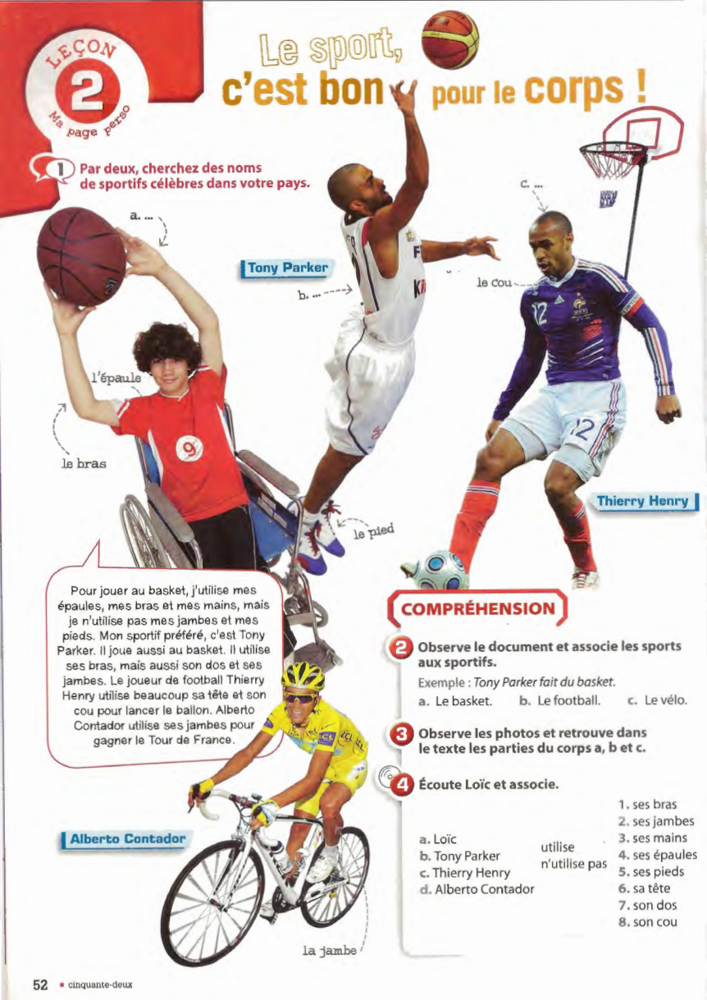 LEÇON
2
Ma page perso
Le sport,
c'est bon pour le corps !
1 Par deux, cherchez des noms
de sportifs célèbres dans votre pays.
a. ...
Tony Parker
b. ...
c. ...
le cou
l'épaule
le bras
9
12
12
Thierry Henry
le pied
Pour jouer au basket, j'utilise mes
épaules, mes bras et mes mains, mais
je n'utilise pas mes jambes et mes
pieds. Mon sportif préféré, c'est Tony
Parker. Il joue aussi au basket. Il utilise
ses bras, mais aussi son dos et ses
jambes. Le joueur de football Thierry
Henry utilise beaucoup sa tête et son
cou pour lancer le ballon. Alberto
Contador utilise ses jambes pour
gagner le Tour de France.
Alberto Contador
LCL
LCL
la jambe
COMPRÉHENSION
2 Observe le document et associe les sports
aux sportifs.
Exemple : Tony Parker fait du basket.
a. Le basket. b. Le football. c. Le vélo.
3 Observe les photos et retrouve dans
le texte les parties du corps a, b et c.
4 Écoute Loïc et associe.
a. Loïc
b. Tony Parker
c. Thierry Henry
d. Alberto Contador
utilise
n'utilise pas
1. ses bras
2. ses jambes
3. ses mains
4. ses épaules
5. ses pieds
6. sa tête
7. son dos
8. son cou
52 ▪ cinquante-deux